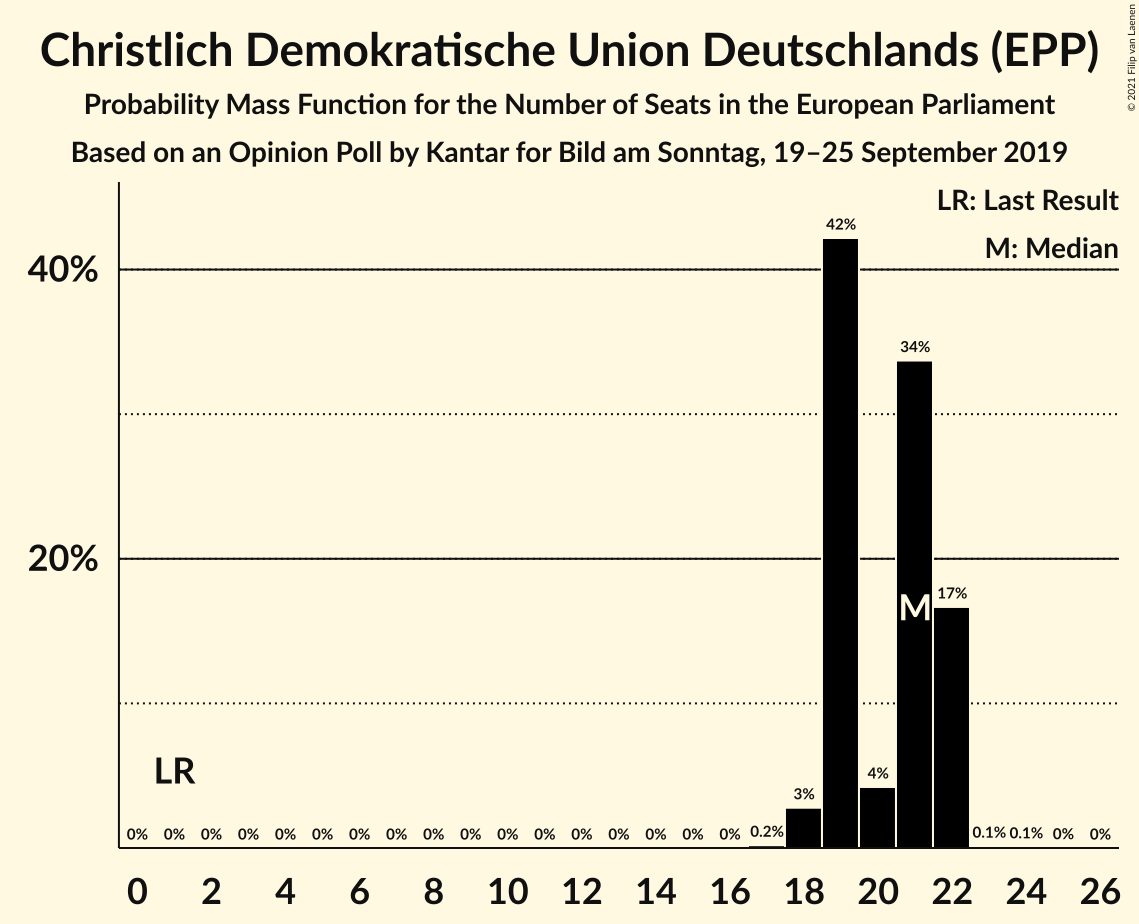 Christlich Demokratische Union Deutschlands (EPP)
Probability Mass Function for the Number of Seats in the European Parliament
Based on an Opinion Poll by Kantar for Bild am Sonntag, 19–25 September 2019
© 2021 Filip van Laenen
LR: Last Result
M: Median
42%
40%
34%
20%
M
17%
LR
4%
3%
0% 0% 0% 0% 0% 0% 0% 0% 0% 0% 0% 0% 0% 0% 0% 0% 0% 0.2% 0.1% 0.1% 0% 0%
0 2 4 6 8 10 12 14 16 18 20 22 24 26